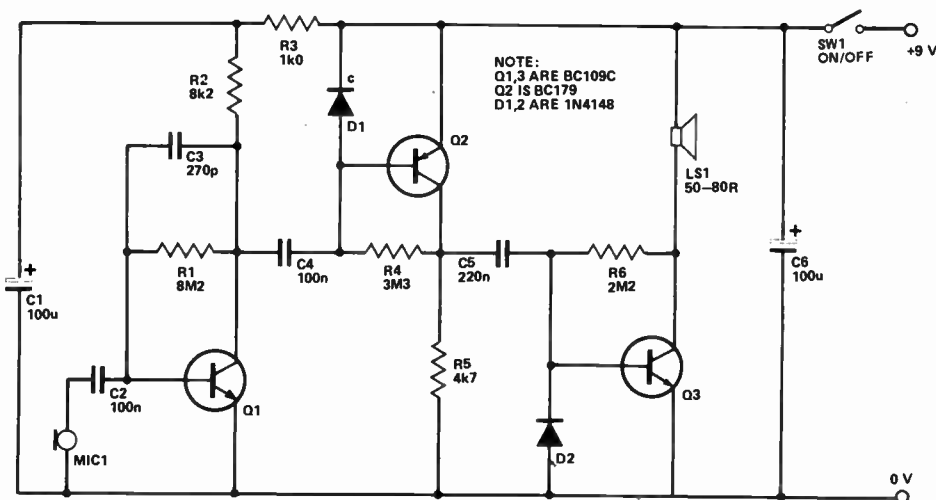 R3
1k0
SW1
ON/OFF
+9 V
R2
8k2
NOTE:
Q1,3 ARE BC109C
Q2 IS BC179
D1,2 ARE 1N4148
c
D1
Q2
C3
270p
LS1
50–80R
+
C1
100u
R1
8M2
C4
100n
R4
3M3
C5
220n
R6
2M2
+
C6
100u
C2
100n
Q1
R5
4k7
Q3
MIC1
D2
0 V